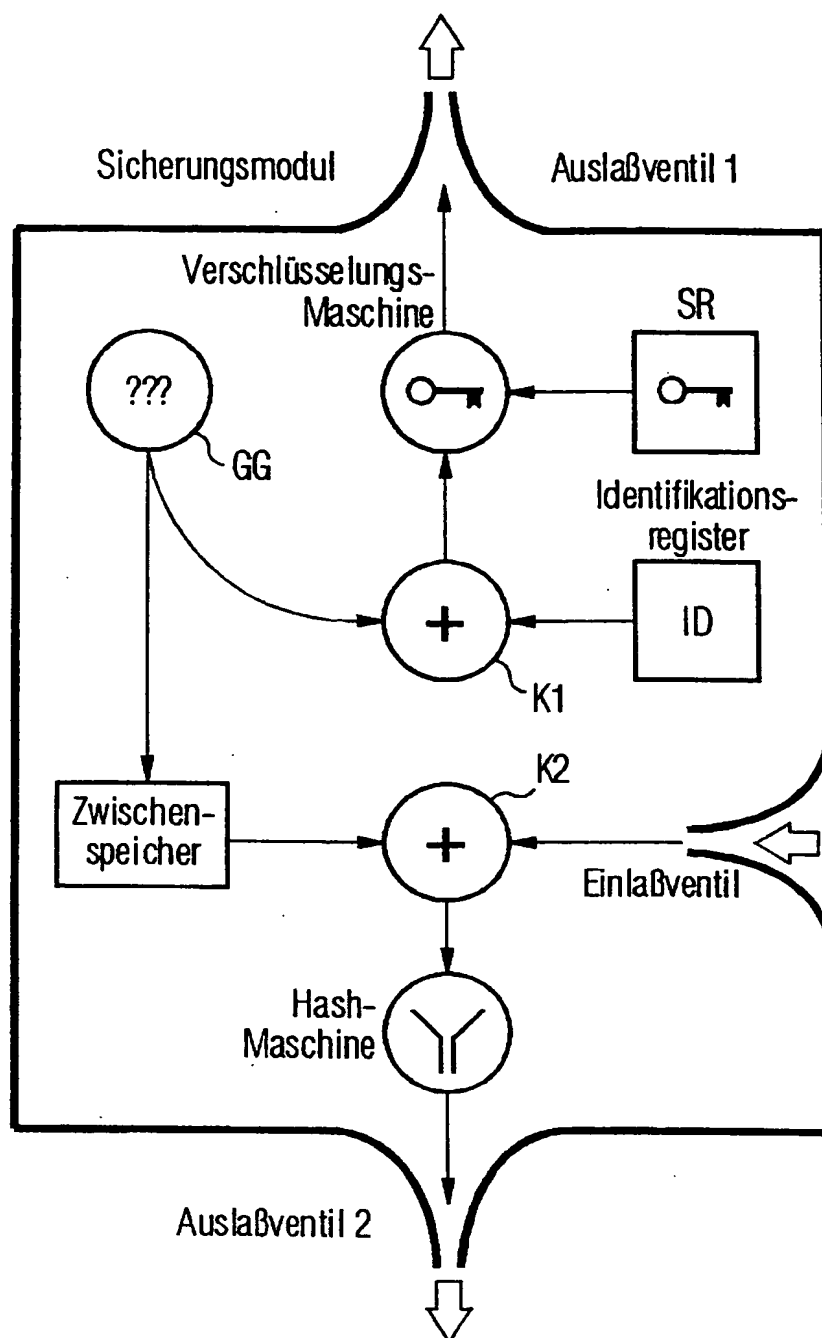 Sicherungsmodul
Auslaßventil 1
Verschlüsselungs-
Maschine
SR
???
GG
Identifikations-
register
+
ID
K1
K2
Zwischen-
speicher
+
Einlaßventil
Hash-
Maschine
Auslaßventil 2